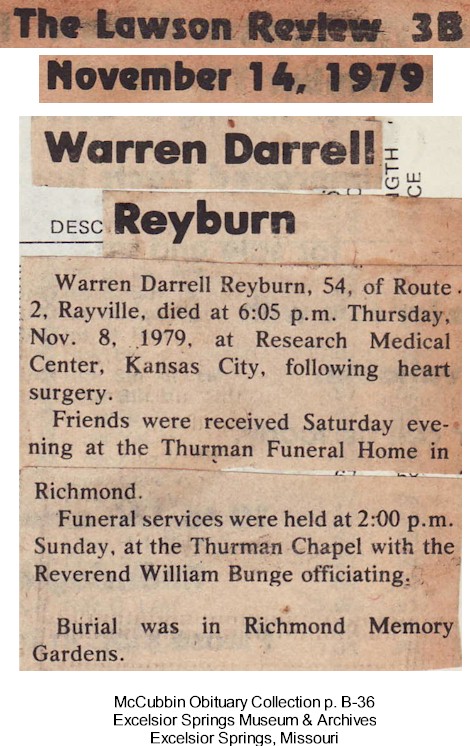 The Lawson Review 3B
November 14, 1979
Warren Darrell
GTH
CE
DESC
Reyburn
Warren Darrell Reyburn, 54, of Route
2, Rayville, died at 6:05 p.m. Thursday,
Nov. 8, 1979, at Research Medical
Center, Kansas City, following heart
surgery.
Friends were received Saturday eve-
ning at the Thurman Funeral Home in
Richmond.
Funeral services were held at 2:00 p.m.
Sunday, at the Thurman Chapel with the
Reverend William Bunge officiating.
Burial was in Richmond Memory
Gardens.
McCubbin Obituary Collection p. B-36
Excelsior Springs Museum & Archives
Excelsior Springs, Missouri